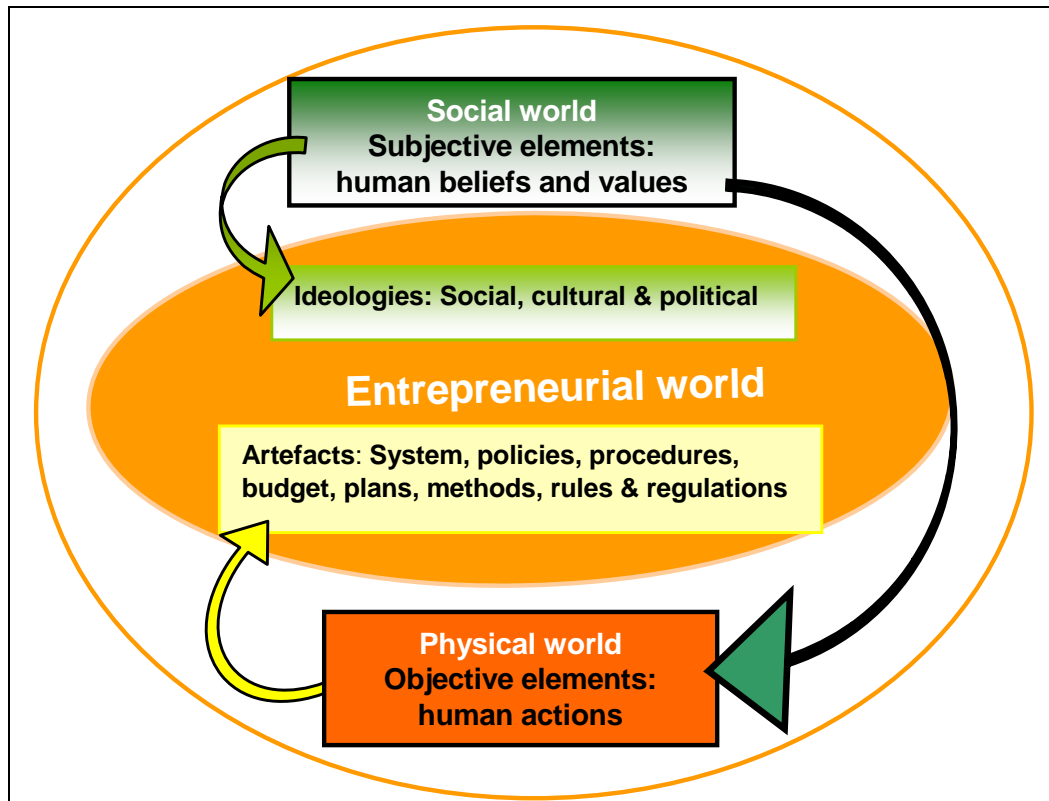 Social world
Subjective elements:
human beliefs and values
Ideologies: Social, cultural & political
Entrepreneurial world
Artefacts: System, policies, procedures,
budget, plans, methods, rules & regulations
Physical world
Objective elements:
human actions